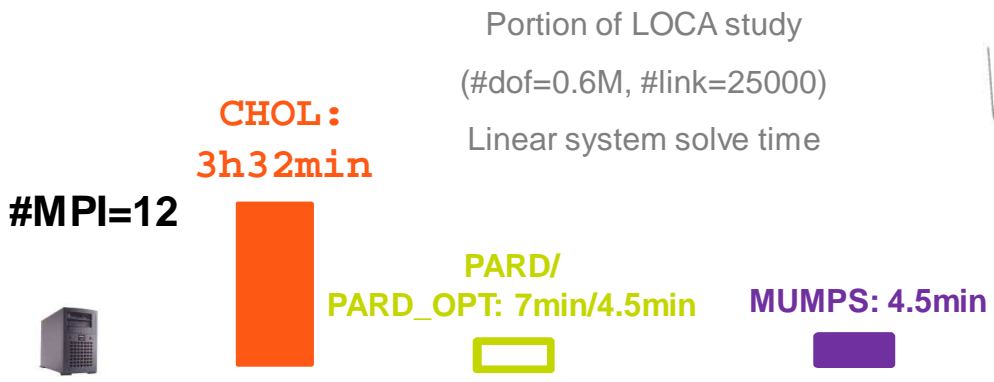 Portion of LOCA study
(#dof=0.6M, #link=25000)
Linear system solve time
CHOL:
3h32min
#MPI=12
PARD/
PARD_OPT: 7min/4.5min
MUMPS: 4.5min